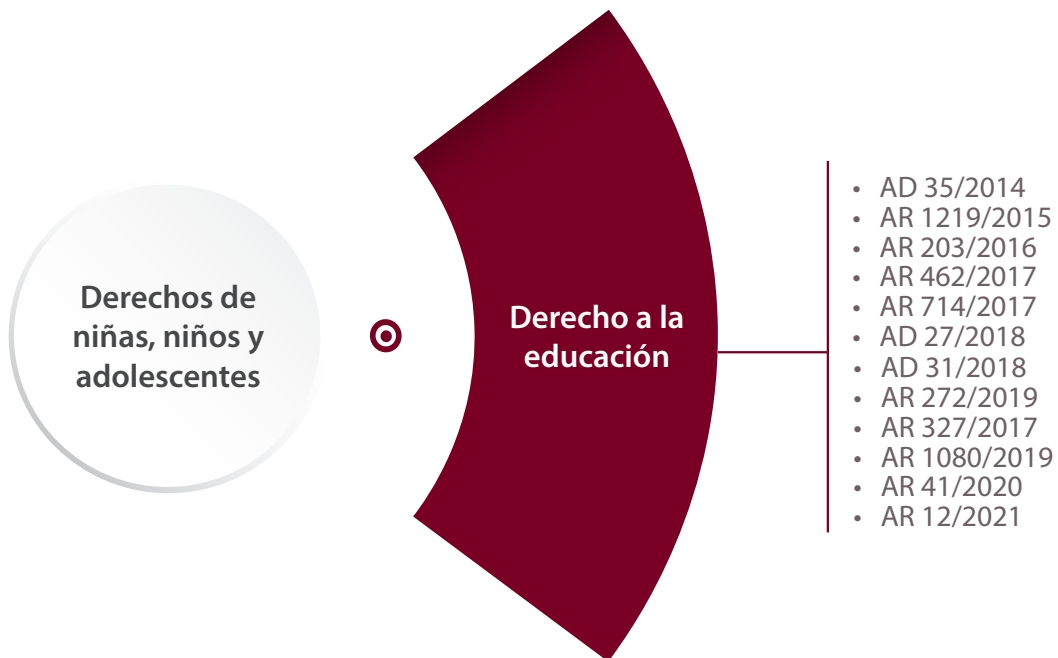 Derechos de
niñas, niños y
adolescentes
Derecho a la
educación
• AD 35/2014
• AR 1219/2015
• AR 203/2016
• AR 462/2017
• AR 714/2017
• AD 27/2018
• AD 31/2018
• AR 272/2019
• AR 327/2017
• AR 1080/2019
• AR 41/2020
• AR 12/2021